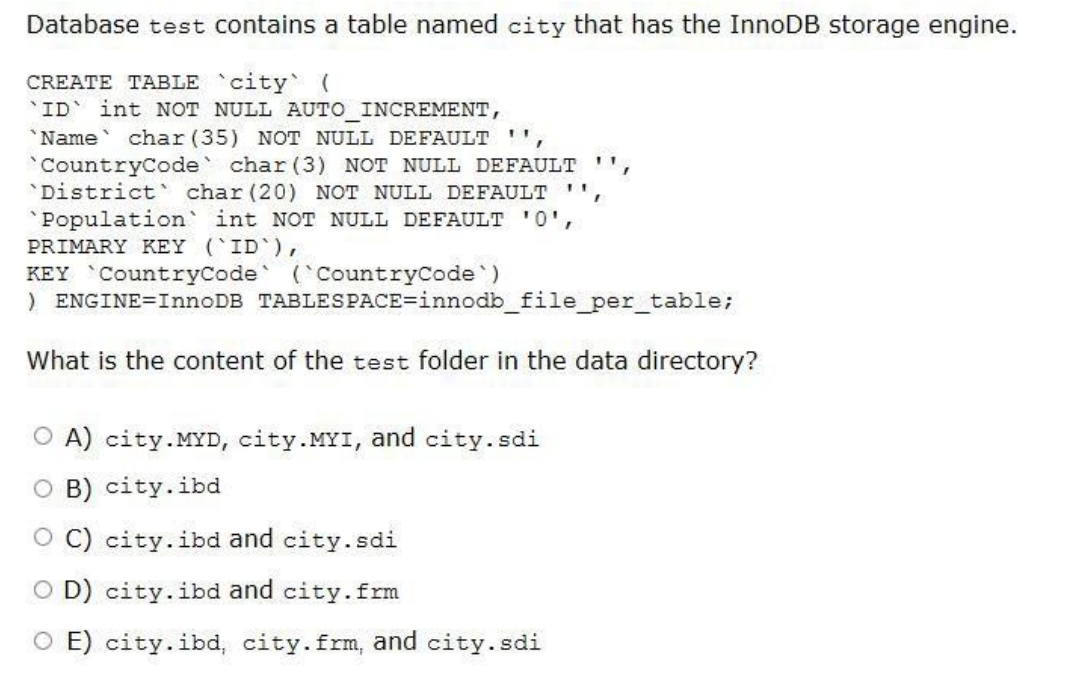 Database test contains a table named city that has the InnoDB storage engine.
CREATE TABLE `city` (
`ID` int NOT NULL AUTO_INCREMENT,
`Name` char(35) NOT NULL DEFAULT '',
`CountryCode` char(3) NOT NULL DEFAULT '',
`District` char(20) NOT NULL DEFAULT '',
`Population` int NOT NULL DEFAULT '0',
PRIMARY KEY (`ID`),
KEY `CountryCode` (`CountryCode`)
) ENGINE=InnoDB TABLESPACE=innodb_file_per_table;
What is the content of the test folder in the data directory?
A) city.MYD, city.MYI, and city.sdi
B) city.ibd
C) city.ibd and city.sdi
D) city.ibd and city.frm
E) city.ibd, city.frm, and city.sdi